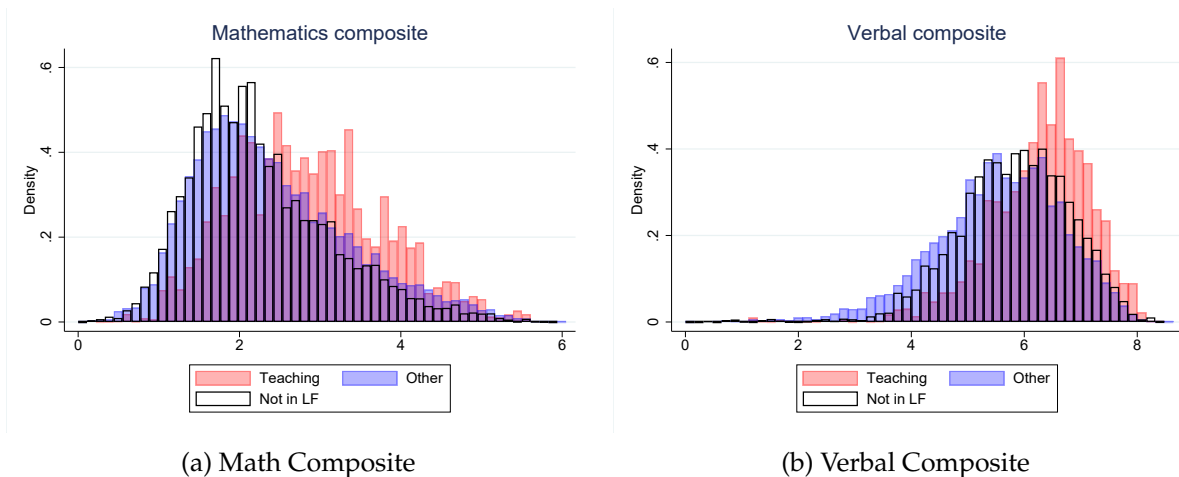 Mathematics composite
Density
.6
.4
.2
0
0 2 4 6
Teaching Other
Not in LF
(a) Math Composite
Verbal composite
Density
.6
.4
.2
0
0 2 4 6 8
Teaching Other
Not in LF
(b) Verbal Composite